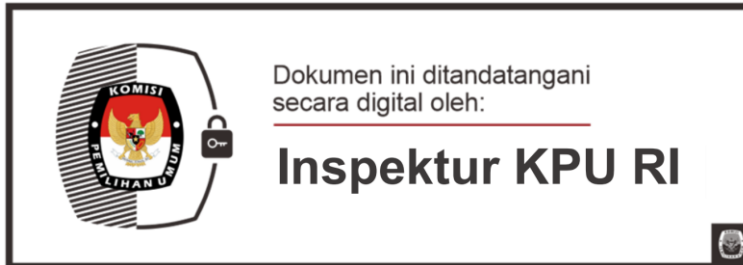 KOMISI
PEMILIHAN UMUM
Dokumen ini ditandatangani
secara digital oleh:
Inspektur KPU RI